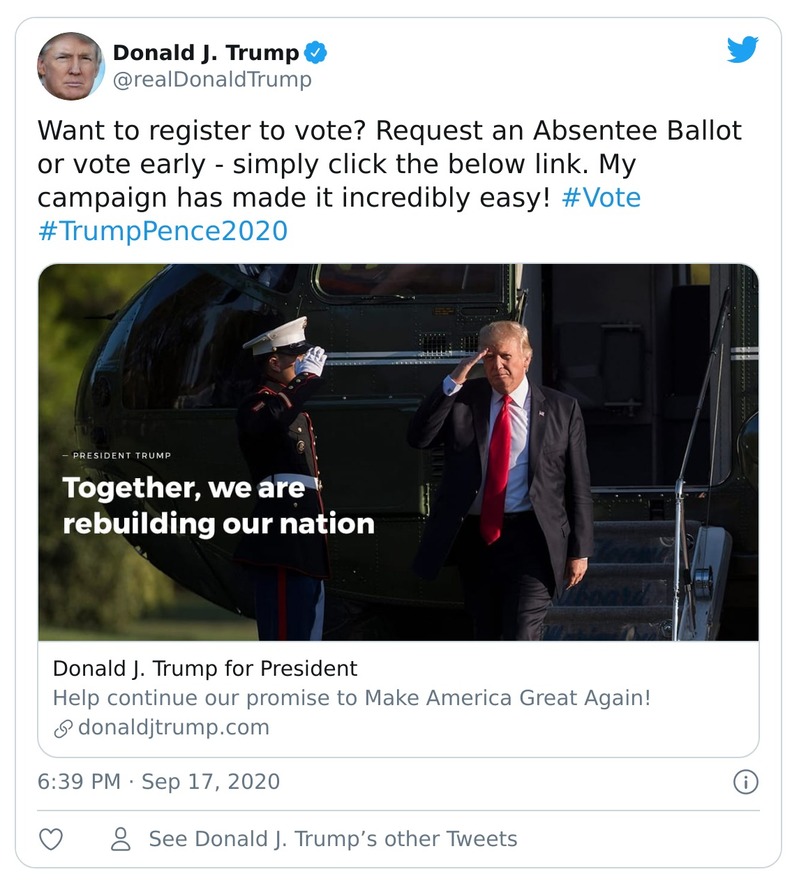 Donald J. Trump
@realDonaldTrump
Want to register to vote? Request an Absentee Ballot
or vote early - simply click the below link. My
campaign has made it incredibly easy! #Vote
#TrumpPence2020
– PRESIDENT TRUMP
Together, we are
rebuilding our nation
Donald J. Trump for President
Help continue our promise to Make America Great Again!
donaldjtrump.com
6:39 PM · Sep 17, 2020
See Donald J. Trump’s other Tweets